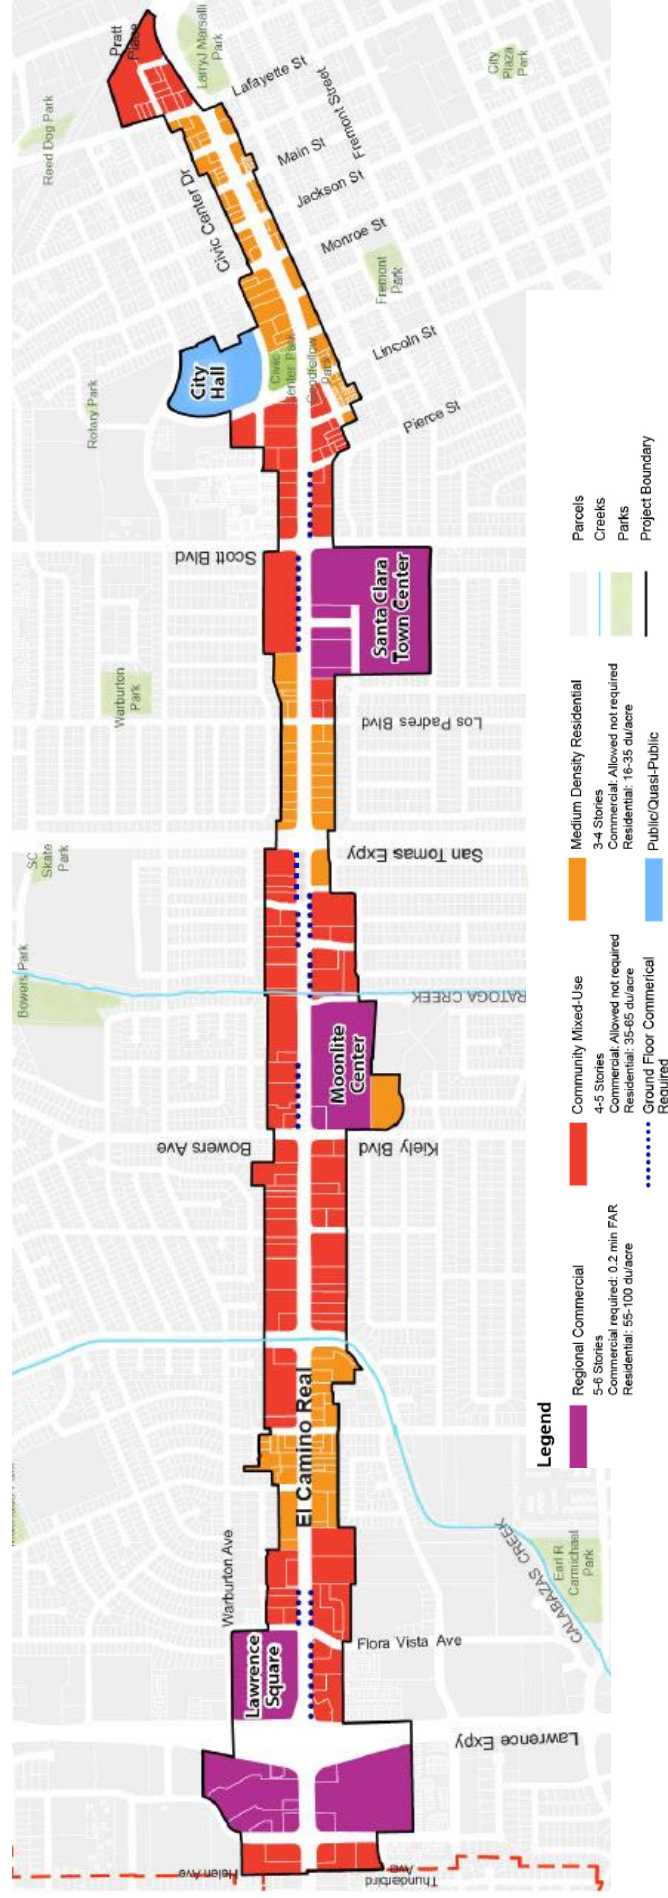 Pratt
Place
Larry J Marsalli
Park
Reed Dog Park
Lafayette St
Fremont Street
City
Plaza
Park
Main St
Civic Center Dr
Jackson St
Monroe St
Fremont
Park
City
Hall
Civic
Center Park
Goodfellow
Park
Lincoln St
Rotary Park
Pierce St
Scott Blvd
Santa Clara
Town Center
Warburton
Park
Los Padres Blvd
SC
Skate
Park
San Tomas Expy
Bowers Park
RATOGA CREEK
Moonlite
Center
Bowers Ave
Kiely Blvd
El Camino Real
Warburton Ave
CALABAZAS CREEK
Earl R
Carmichael
Park
Lawrence
Square
Flora Vista Ave
Lawrence Expy
Helen Ave
Thunderbird
Ave
Legend
Regional Commercial
5-6 Stories
Commercial required: 0.2 min FAR
Residential: 55-100 du/acre
Community Mixed-Use
4-5 Stories
Commercial: Allowed not required
Residential: 35-65 du/acre
Ground Floor Commerical
Required
Medium Density Residential
3-4 Stories
Commercial: Allowed not required
Residential: 16-35 du/acre
Public/Quasi-Public
Parcels
Creeks
Parks
Project Boundary